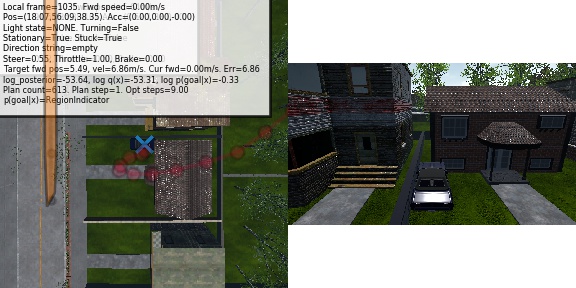 Local frame=1035. Fwd speed=0.00m/s
Pos=(18.07,56.09,38.35). Acc=(0.00,0.00,-0.00)
Light state=NONE. Turning=False
Stationary=True. Stuck=True
Direction string=empty
Steer=0.55, Throttle=1.00, Brake=0.00
Target fwd pos=5.49, vel=6.86m/s. Cur fwd=0.00m/s. Err=6.86
log_posterior=-53.64, log q(x)=-53.31, log p(goal|x)=-0.33
Plan count=613. Plan step=1. Opt steps=9.00
p(goal|x)=RegionIndicator